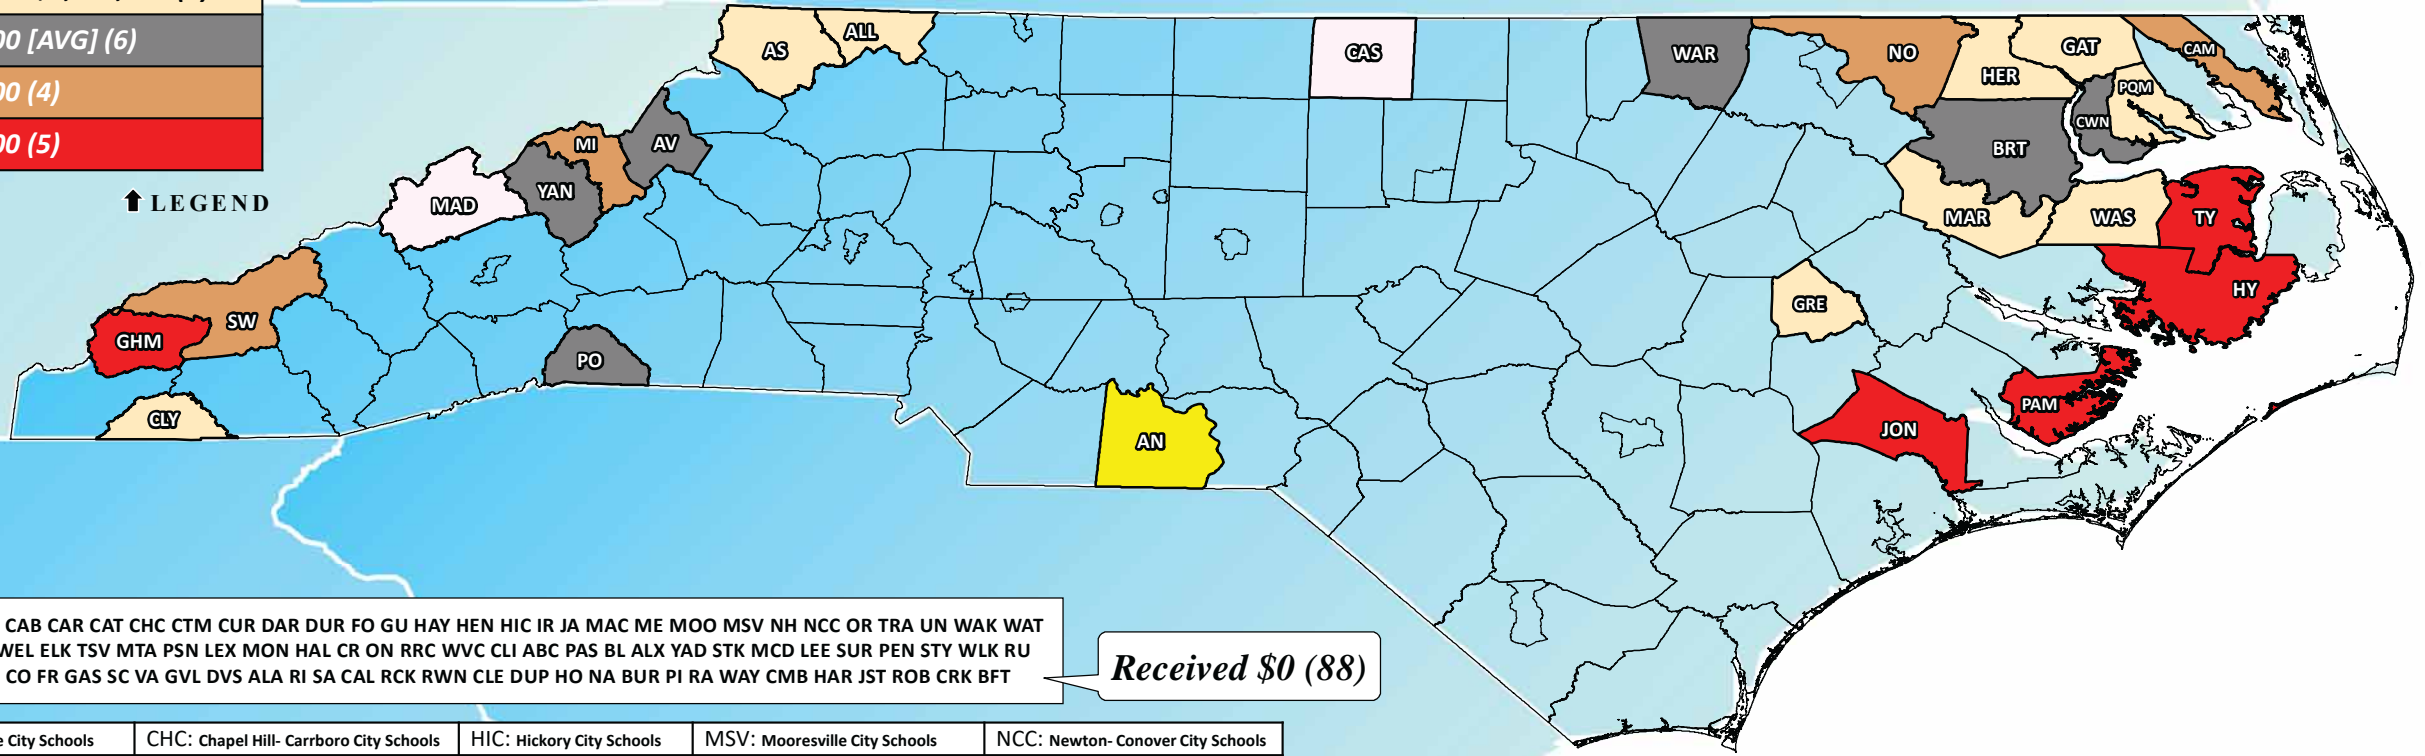 00 [AVG] (6)
00 (4)
00 (5)
LEGEND
AS
ALL
CAS
WAR
NO
HER
GAT
CAM
PQM
CWN
BRT
MI
AV
YAN
MAD
MAR
WAS
TY
HY
GRE
SW
GHM
PO
CLY
AN
JON
PAM
CAB CAR CAT CHC CTM CUR DAR DUR FO GU HAY HEN HIC IR JA MAC ME MOO MSV NH NCC OR TRA UN WAK WAT
WEL ELK TSV MTA PSN LEX MON HAL CR ON RRC WVC CLI ABC PAS BL ALX YAD STK MCD LEE SUR PEN STY WLK RU
CO FR GAS SC VA GVL DVS ALA RI SA CAL RCK RWN CLE DUP HO NA BUR PI RA WAY CMB HAR JST ROB CRK BFT
Received $0 (88)
e City Schools
CHC: Chapel Hill- Carrboro City Schools
HIC: Hickory City Schools
MSV: Mooresville City Schools
NCC: Newton- Conover City Schools